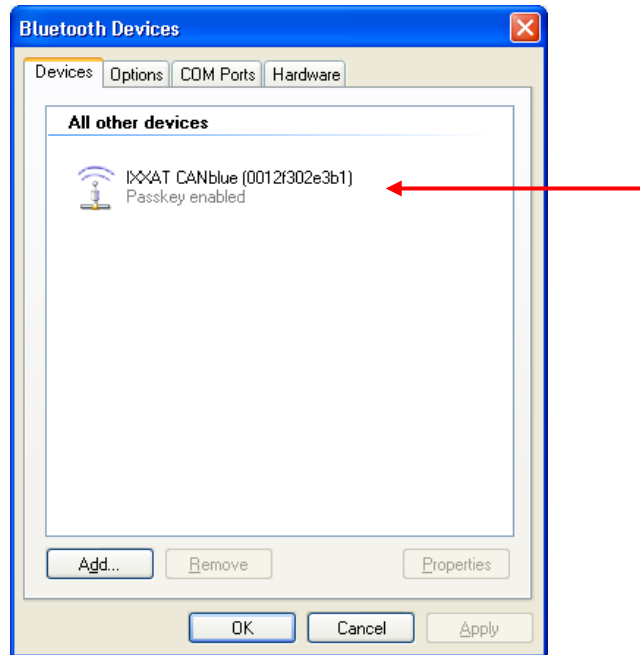 Bluetooth Devices
Devices Options COM Ports Hardware
All other devices
IXXAT CANblue (0012f302e3b1)
Passkey enabled
Add... Remove Properties
OK Cancel Apply